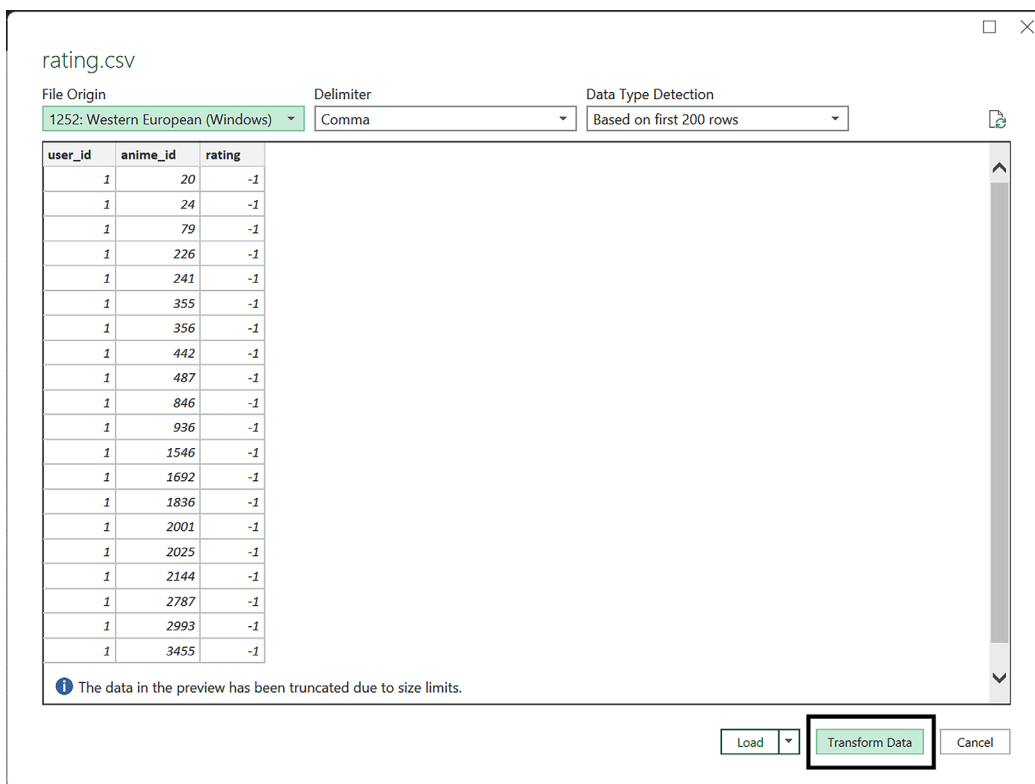 rating.csv
File Origin Delimiter Data Type Detection
1252: Western European (Windows) Comma Based on first 200 rows
user_id anime_id rating
1 20 -1
1 24 -1
1 79 -1
1 226 -1
1 241 -1
1 355 -1
1 356 -1
1 442 -1
1 487 -1
1 846 -1
1 936 -1
1 1546 -1
1 1692 -1
1 1836 -1
1 2001 -1
1 2025 -1
1 2144 -1
1 2787 -1
1 2993 -1
1 3455 -1
The data in the preview has been truncated due to size limits.
Load Transform Data Cancel